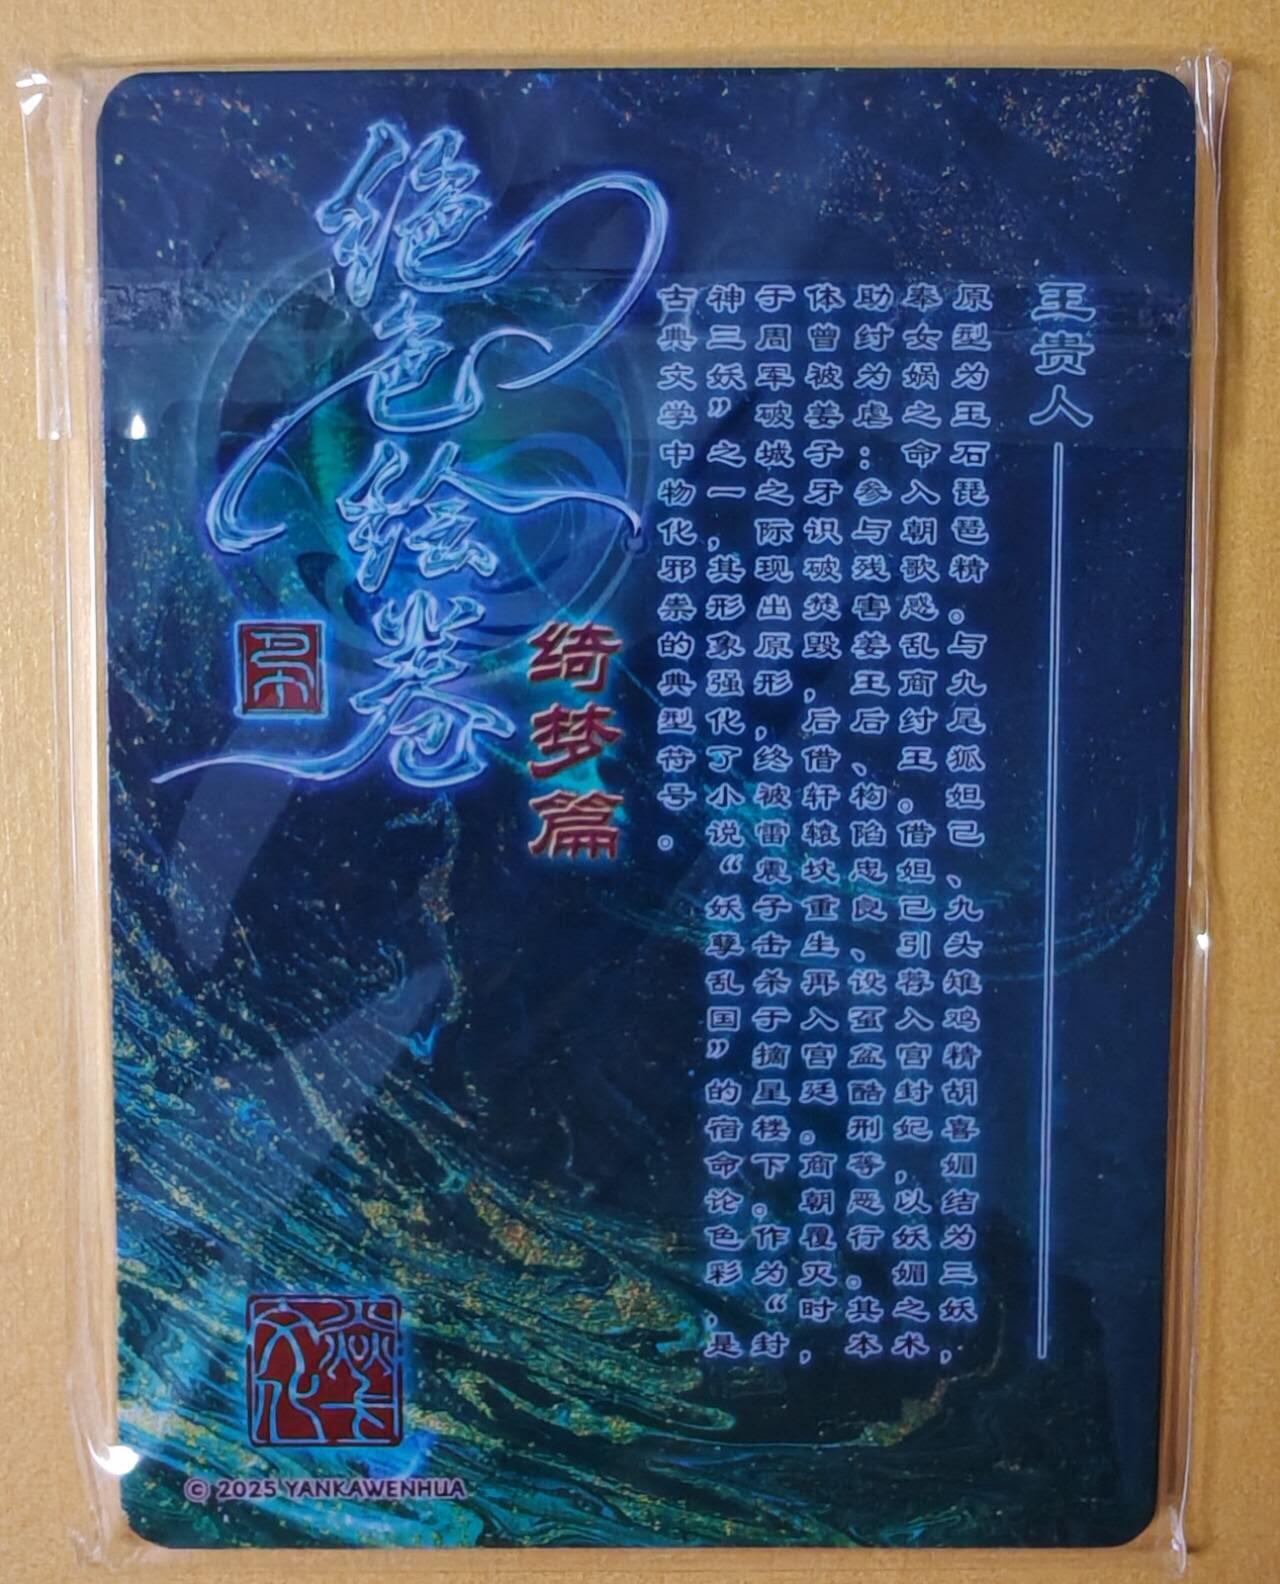 王贵人
原型为玉石琵琶精。与九尾狐妲己、九头雉鸡精胡喜媚结为三妖，
奉女娲之命入朝歌惑乱商纣王。借妲己引荐入宫封妃，以妖媚之术，
助纣为虐：参与残害姜王后、构陷忠良、设虿盆酷刑等恶行。其本
体曾被姜子牙识破焚毁，后借轩辕坟重生再入宫廷。商朝覆灭时，
于周军破城之际现出原形，终被雷震子击杀于摘星楼下。作为“封
神三妖”之一，其形象强化了小说“妖孽乱国”的宿命论色彩，是
古典文学中物化邪祟的典型符号。
绝色绘卷
绮梦篇
© 2025 YANKAWENHUA